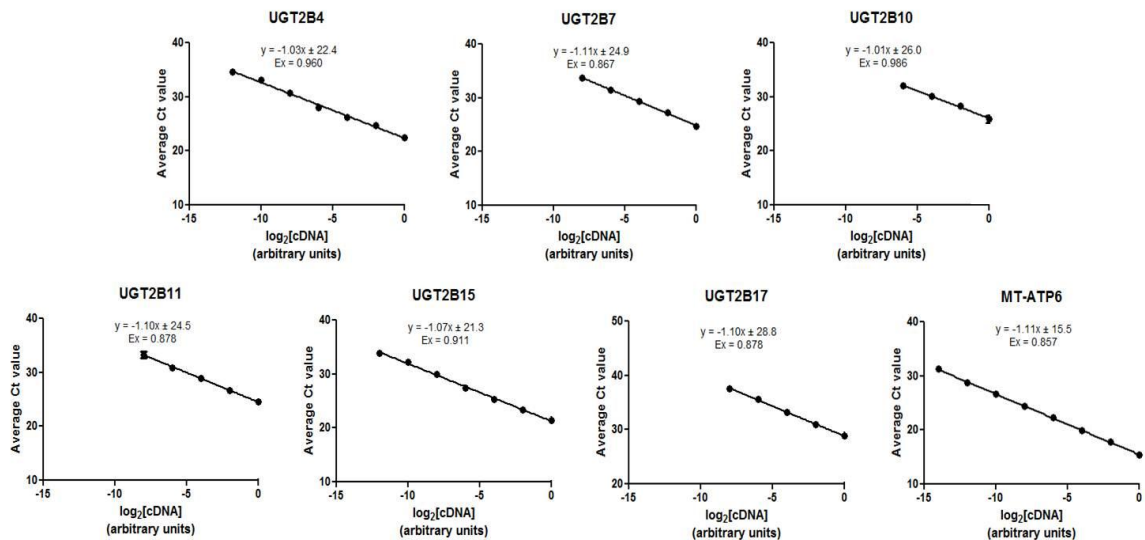 UGT2B4
y = -1.03x ± 22.4
Ex = 0.960
40
30
20
10
Average Ct value
-15
-10
-5
0
log₂[cDNA]
(arbitrary units)
UGT2B7
y = -1.11x ± 24.9
Ex = 0.867
40
30
20
10
Average Ct value
-15
-10
-5
0
log₂[cDNA]
(arbitrary units)
UGT2B10
y = -1.01x ± 26.0
Ex = 0.986
40
30
20
10
Average Ct value
-15
-10
-5
0
log₂[cDNA]
(arbitrary units)
UGT2B11
y = -1.10x ± 24.5
Ex = 0.878
40
30
20
10
Average Ct value
-15
-10
-5
0
log₂[cDNA]
(arbitrary units)
UGT2B15
y = -1.07x ± 21.3
Ex = 0.911
40
30
20
10
Average Ct value
-15
-10
-5
0
log₂[cDNA]
(arbitrary units)
UGT2B17
y = -1.10x ± 28.8
Ex = 0.878
50
40
30
20
Average Ct value
-15
-10
-5
0
log₂[cDNA]
(arbitrary units)
MT-ATP6
y = -1.11x ± 15.5
Ex = 0.857
40
30
20
10
Average Ct value
-15
-10
-5
0
log₂[cDNA]
(arbitrary units)